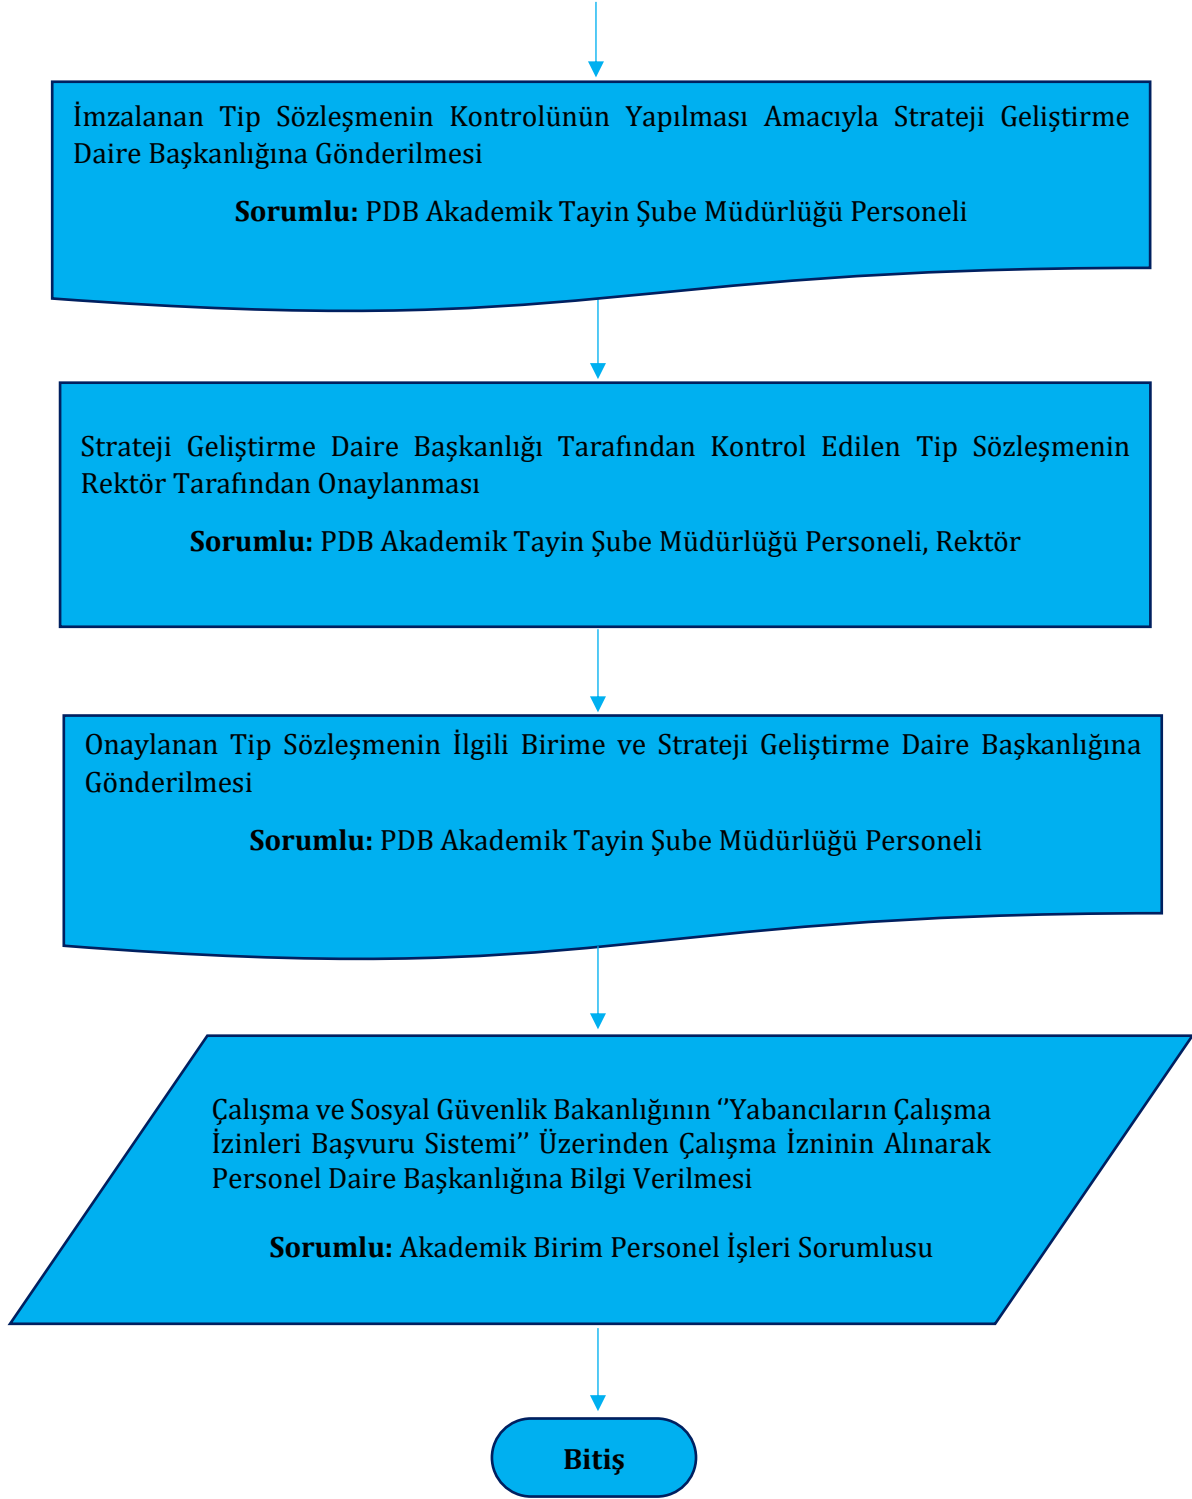 İmzalanan Tip Sözleşmenin Kontrolünün Yapılması Amacıyla Strateji Geliştirme
Daire Başkanlığına Gönderilmesi
Sorumlu: PDB Akademik Tayin Şube Müdürlüğü Personeli
Strateji Geliştirme Daire Başkanlığı Tarafından Kontrol Edilen Tip Sözleşmenin
Rektör Tarafından Onaylanması
Sorumlu: PDB Akademik Tayin Şube Müdürlüğü Personeli, Rektör
Onaylanan Tip Sözleşmenin İlgili Birime ve Strateji Geliştirme Daire Başkanlığına
Gönderilmesi
Sorumlu: PDB Akademik Tayin Şube Müdürlüğü Personeli
Çalışma ve Sosyal Güvenlik Bakanlığının ‘’Yabancıların Çalışma
İzinleri Başvuru Sistemi’’ Üzerinden Çalışma İzninin Alınarak
Personel Daire Başkanlığına Bilgi Verilmesi
Sorumlu: Akademik Birim Personel İşleri Sorumlusu
Bitiş